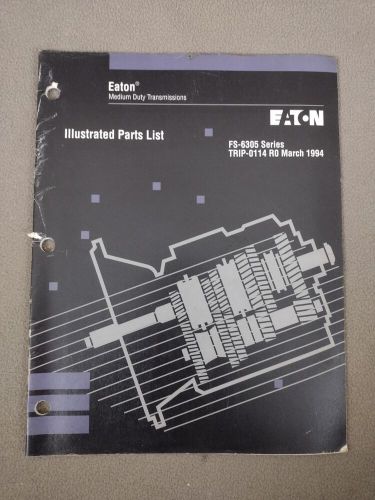 Eaton®
Medium Duty Transmissions
EATON
Illustrated Parts List
FS-6305 Series
TRIP-0114 R0 March 1994